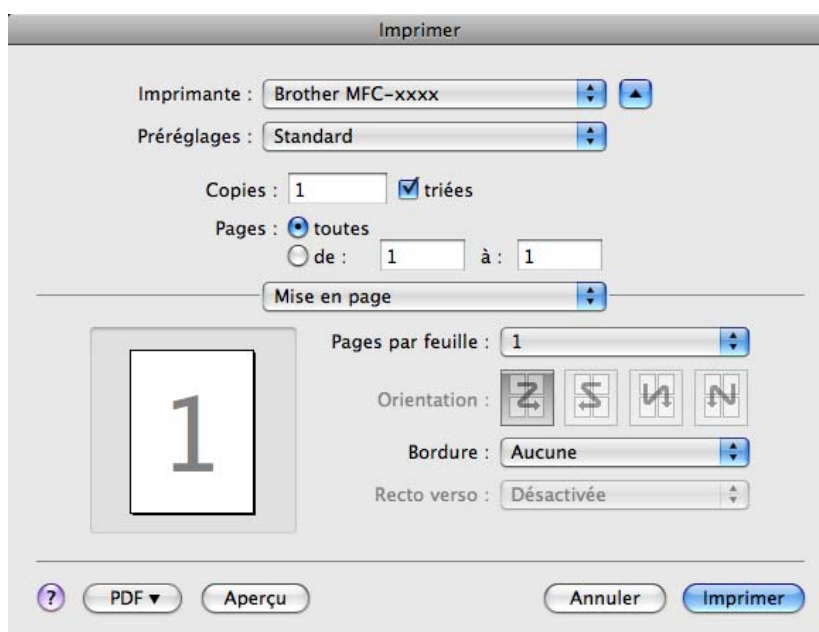 Imprimer
Imprimante : Brother MFC-xxxx
Préréglages : Standard
Copies : 1 triées
Pages : toutes
de : 1 à : 1
Mise en page
Pages par feuille : 1
1
Orientation :
Bordure : Aucune
Recto verso : Désactivée
? PDF▼ Aperçu Annuler Imprimer